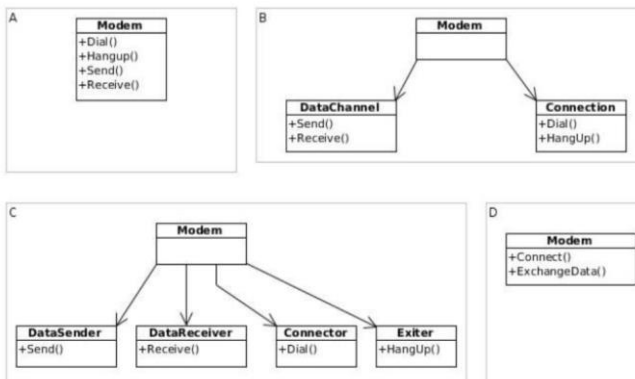 A
Modem
+Dial()
+Hangup()
+Send()
+Receive()
B
Modem
DataChannel
+Send()
+Receive()
Connection
+Dial()
+HangUp()
C
Modem
DataSender
+Send()
DataReceiver
+Receive()
Connector
+Dial()
Exiter
+HangUp()
D
Modem
+Connect()
+ExchangeData()